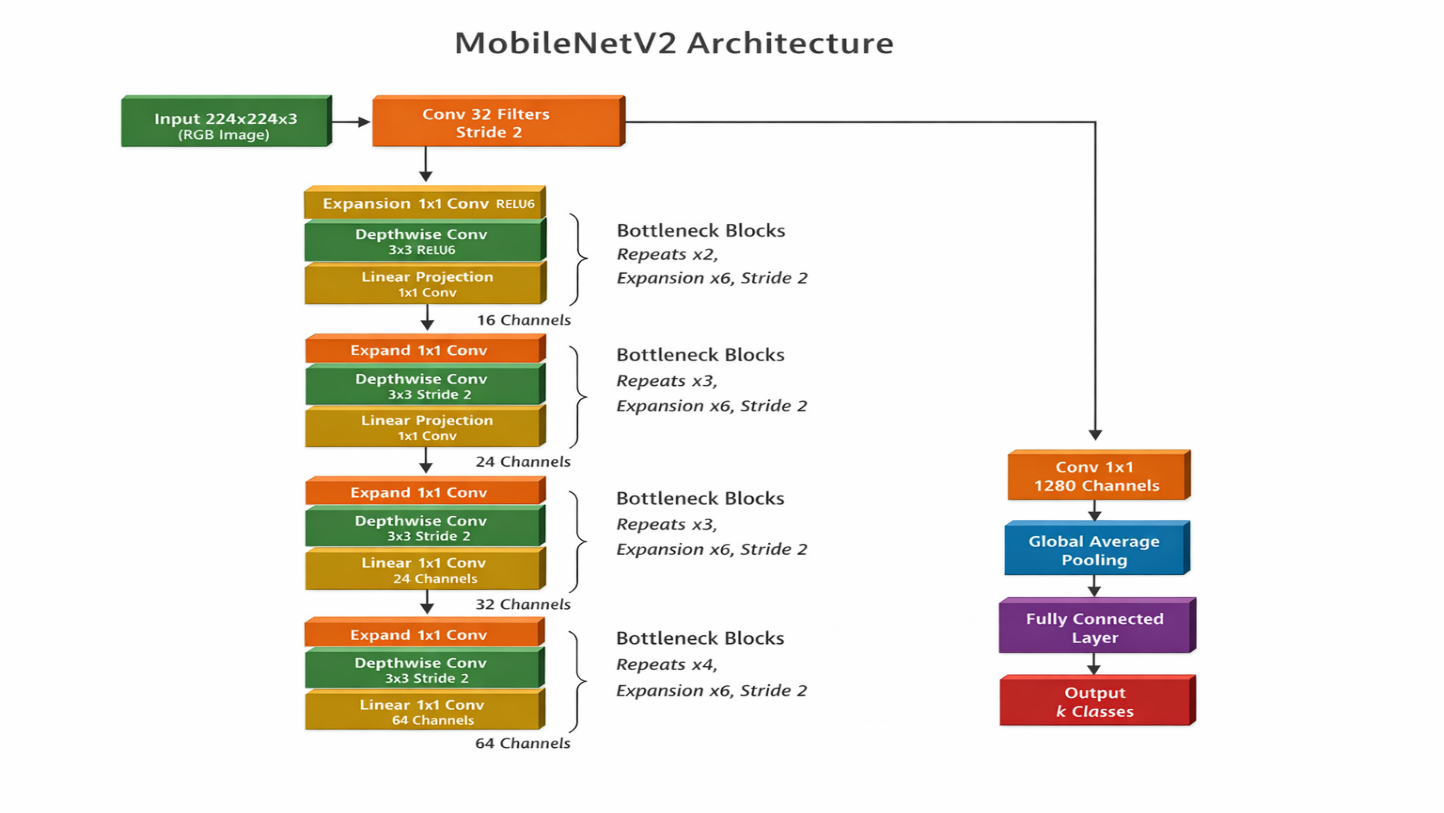 MobileNetV2 Architecture
Input 224x224x3
(RGB Image)
Conv 32 Filters
Stride 2
Expansion 1x1 Conv RELU6
Depthwise Conv
3x3 RELU6
Linear Projection
1x1 Conv
Bottleneck Blocks
Repeats x2,
Expansion x6, Stride 2
16 Channels
Expand 1x1 Conv
Depthwise Conv
3x3 Stride 2
Linear Projection
1x1 Conv
Bottleneck Blocks
Repeats x3,
Expansion x6, Stride 2
24 Channels
Expand 1x1 Conv
Depthwise Conv
3x3 Stride 2
Linear 1x1 Conv
24 Channels
Bottleneck Blocks
Repeats x3,
Expansion x6, Stride 2
32 Channels
Expand 1x1 Conv
Depthwise Conv
3x3 Stride 2
Linear 1x1 Conv
64 Channels
Bottleneck Blocks
Repeats x4,
Expansion x6, Stride 2
64 Channels
Conv 1x1
1280 Channels
Global Average
Pooling
Fully Connected
Layer
Output
k Classes